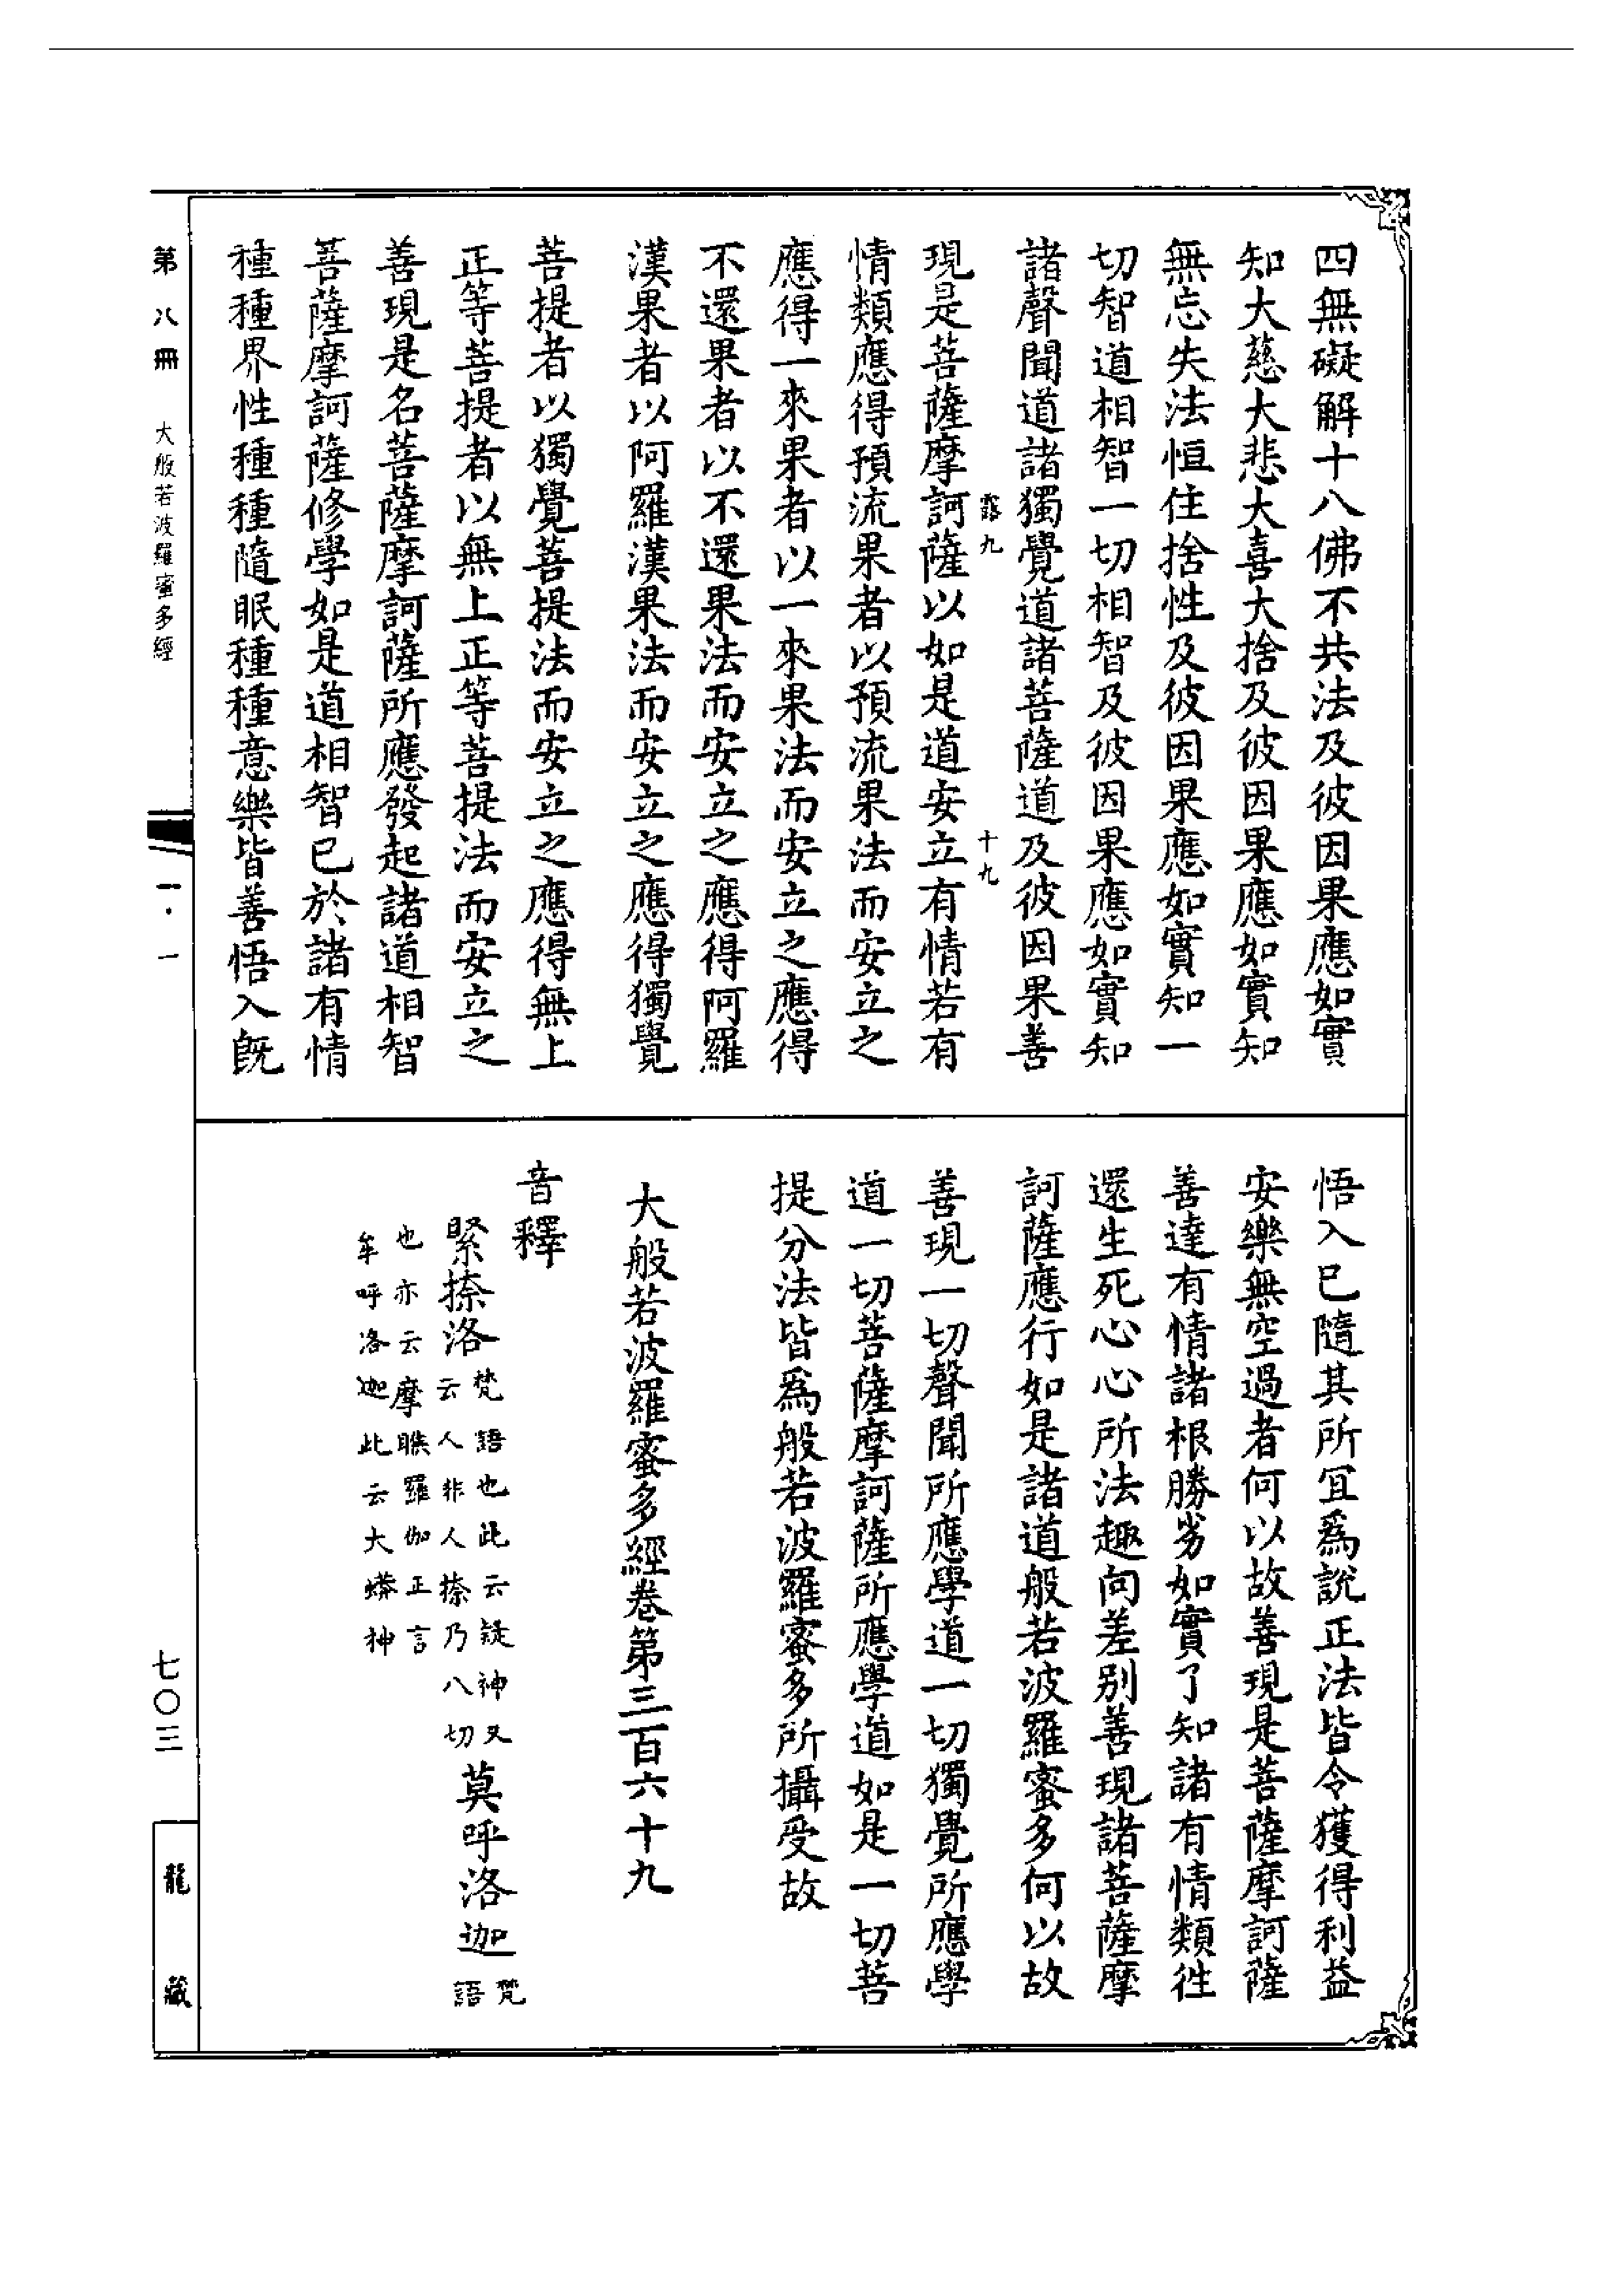 四無礙解十八佛不共法及彼因果應如實
知大慈大悲大喜大捨及彼因果應如實知
無忘失法恒住捨性及彼因果應如實知一
切智道相智一切相智及彼因果應如實知
諸聲聞道諸獨覺道諸菩薩道及彼因果善
露九 十九
現是菩薩摩訶薩以如是道安立有情若有
情類應得預流果者以預流果法而安立之
應得一來果者以一來果法而安立之應得
不還果者以不還果法而安立之應得阿羅
漢果者以阿羅漢果法而安立之應得獨覺
菩提者以獨覺菩提法而安立之應得無上
正等菩提者以無上正等菩提法而安立之
善現是名菩薩摩訶薩所應發起諸道相智
菩薩摩訶薩修學如是道相智已於諸有情
種種界性種種隨眠種種意樂皆善悟入旣
悟入已隨其所宜爲說正法皆令獲得利益
安樂無空過者何以故善現是菩薩摩訶薩
善達有情諸根勝劣如實了知諸有情類徃
還生死心心所法趣向差别善現諸菩薩摩
訶薩應行如是諸道般若波羅蜜多何以故
善現一切聲聞所應學道一切獨覺所應學
道一切菩薩摩訶薩所應學道如是一切菩
提分法皆爲般若波羅蜜多所攝受故
大般若波羅蜜多經卷第三百六十九
音釋
緊捺洛梵語也此云疑神又云人非人捺乃八切莫呼洛迦梵語
也亦云摩睺羅伽正言牟呼洛迦此云大蟒神
第八冊 大般若波羅蜜多經 一·一 七〇三 龍藏